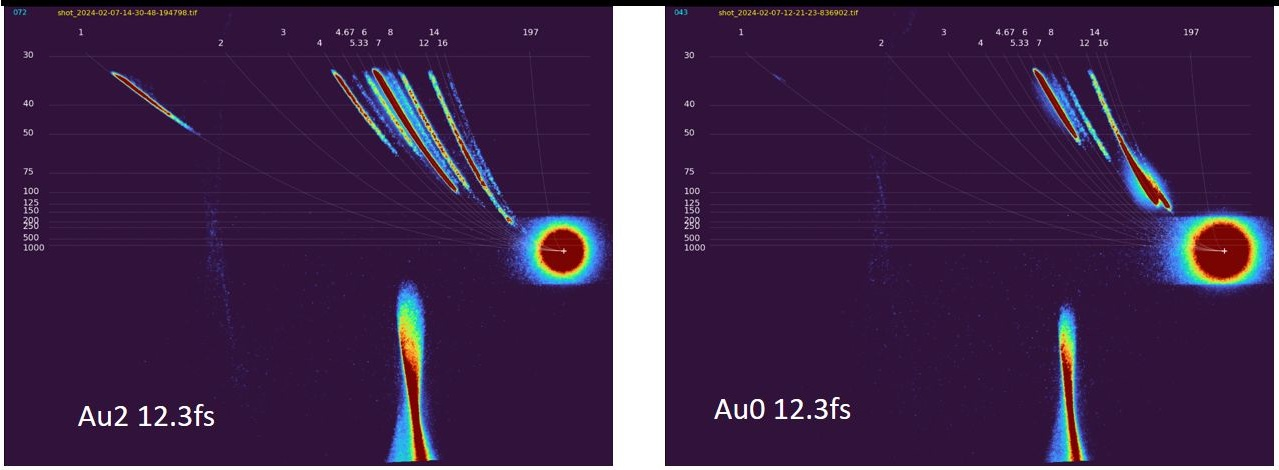 072 shot_2024-02-07-14-30-48-194798.tif
1 4.67 6 8 14 197
2 3 4 5.33 7 12 16
30
40
50
75
100
125
150
200
250
500
1000
Au2 12.3fs
043 shot_2024-02-07-12-21-23-836902.tif
1 3 4.67 6 8 14 197
2 4 5.33 7 12 16
30
40
50
75
100
125
150
200
250
500
1000
Au0 12.3fs